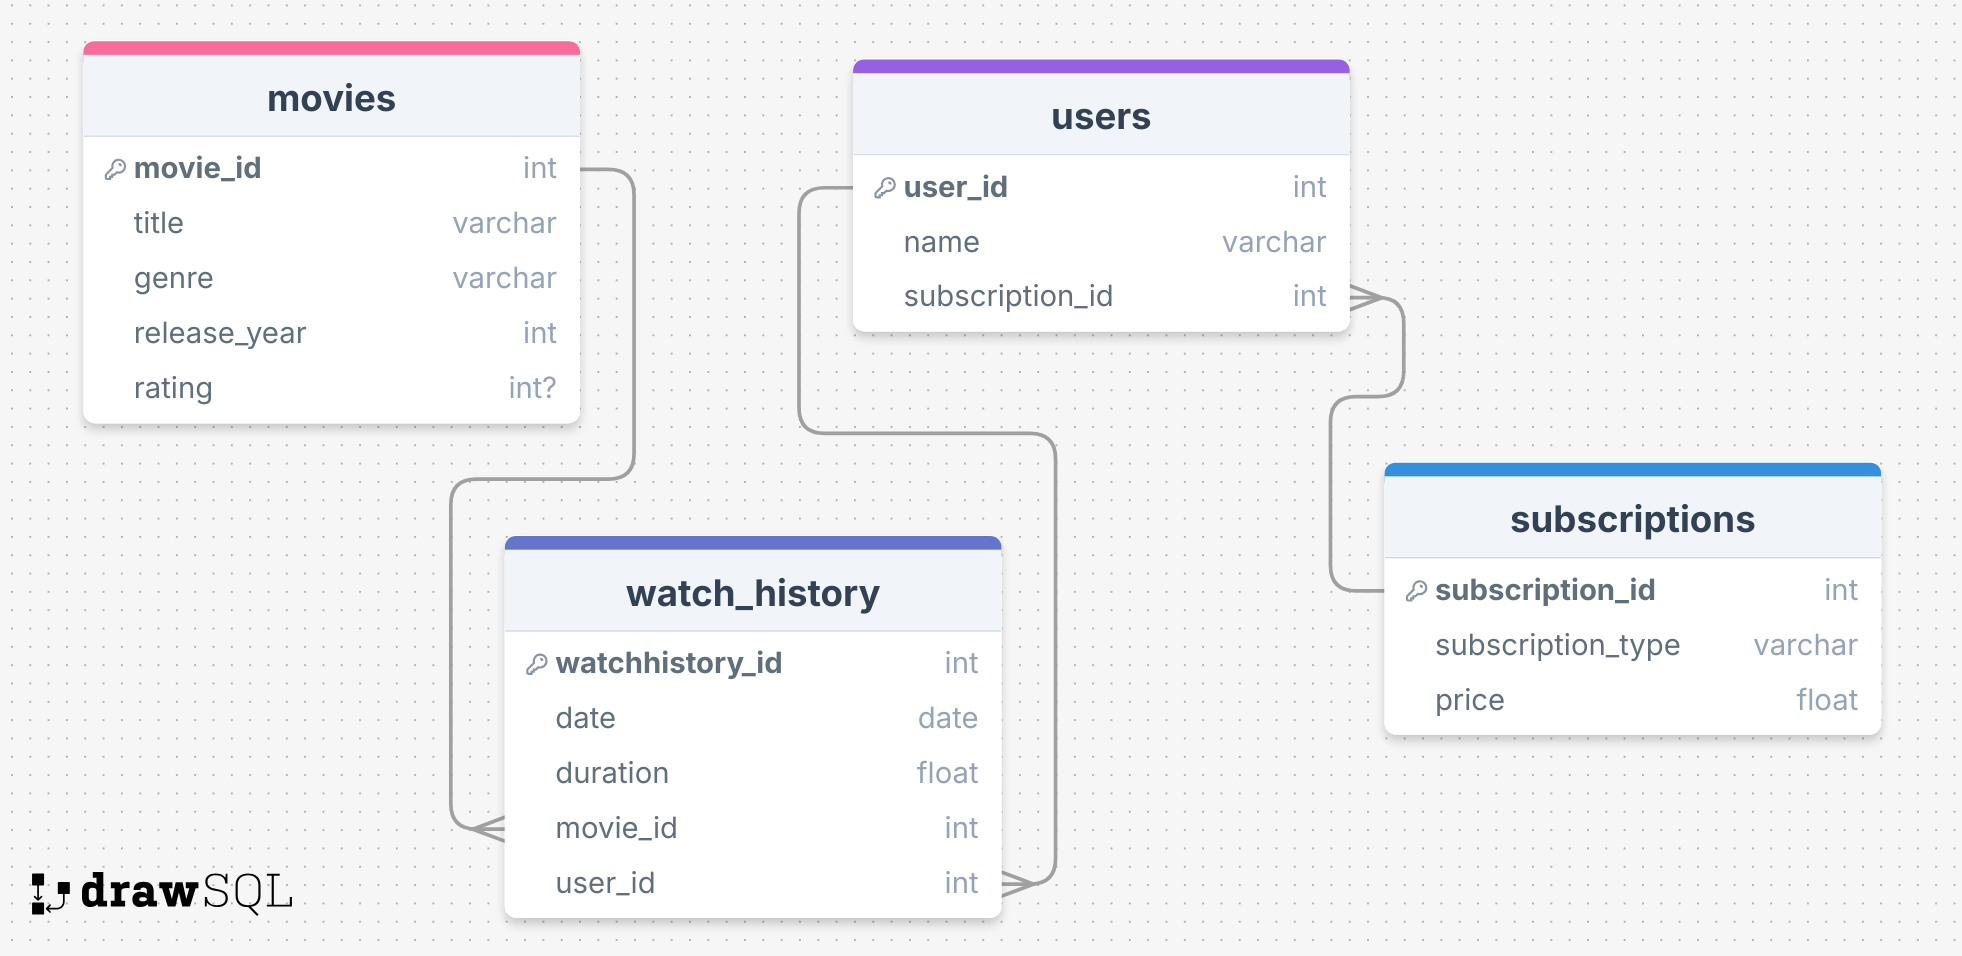 movies
movie_id int
title varchar
genre varchar
release_year int
rating int?
users
user_id int
name varchar
subscription_id int
watch_history
watchhistory_id int
date date
duration float
movie_id int
user_id int
subscriptions
subscription_id int
subscription_type varchar
price float
drawSQL